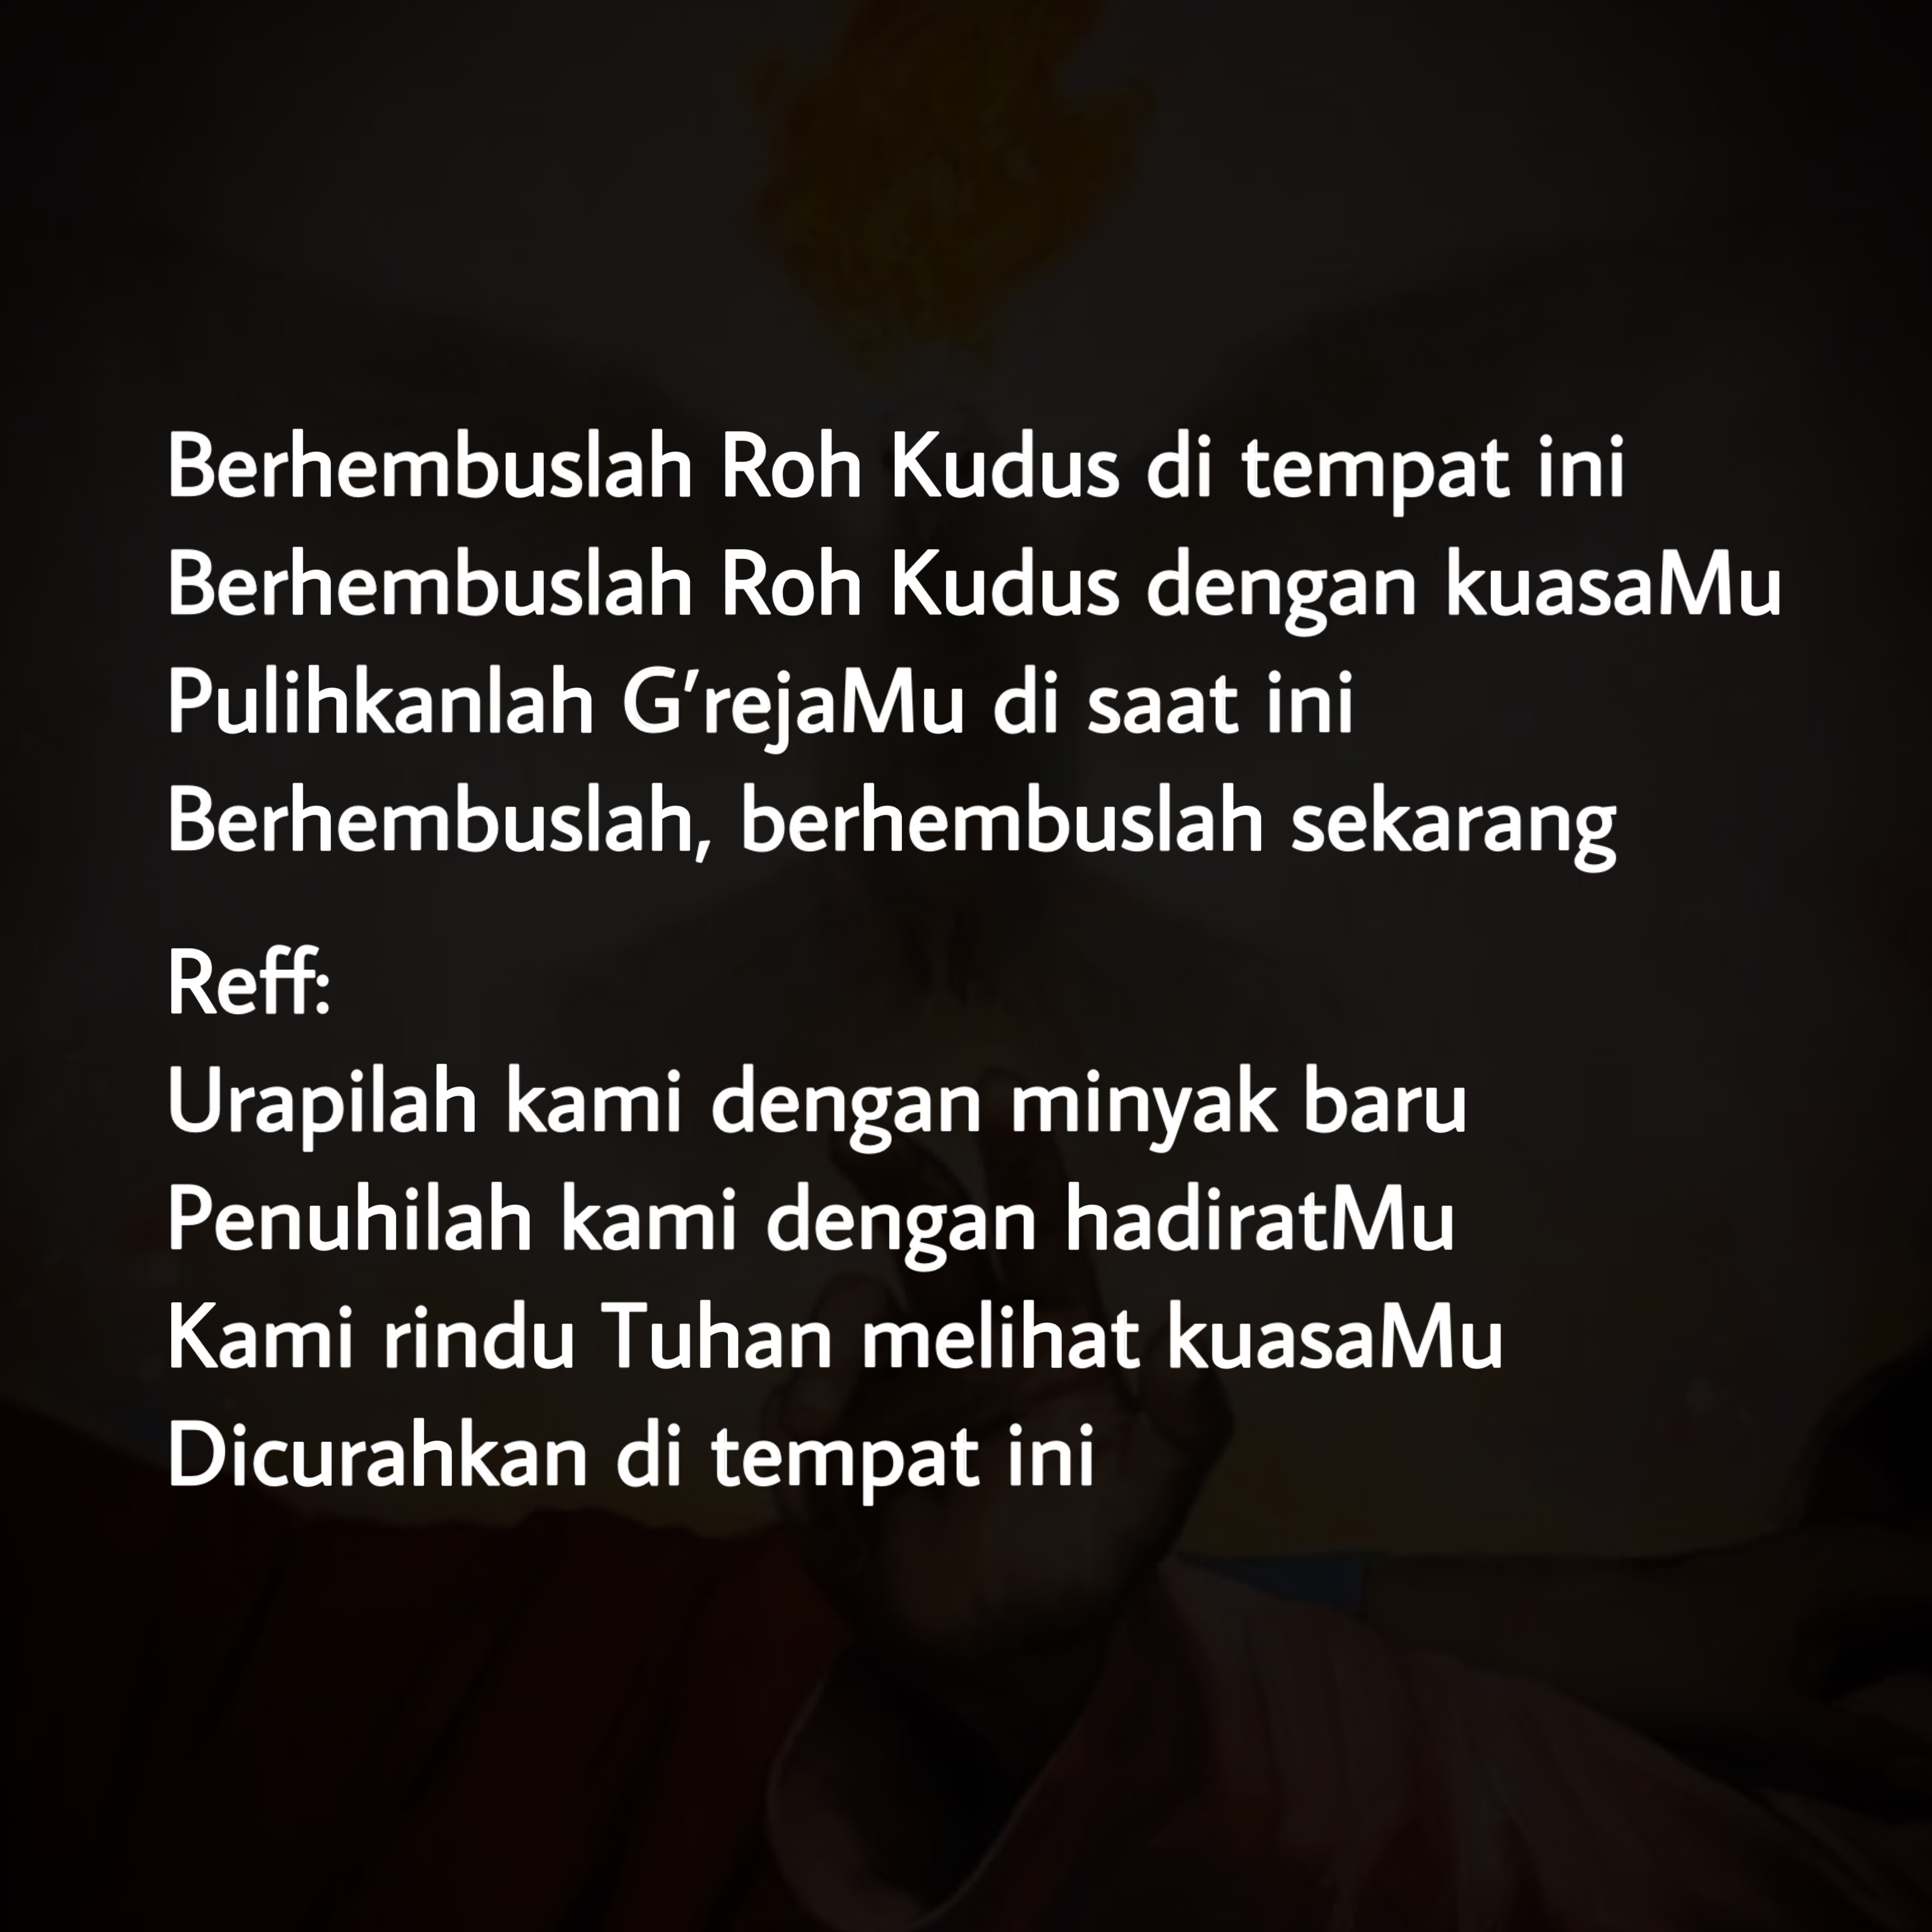 Berhembuslah Roh Kudus di tempat ini
Berhembuslah Roh Kudus dengan kuasaMu
Pulihkanlah G'rejaMu di saat ini
Berhembuslah, berhembuslah sekarang
Reff:
Urapilah kami dengan minyak baru
Penuhilah kami dengan hadiratMu
Kami rindu Tuhan melihat kuasaMu
Dicurahkan di tempat ini